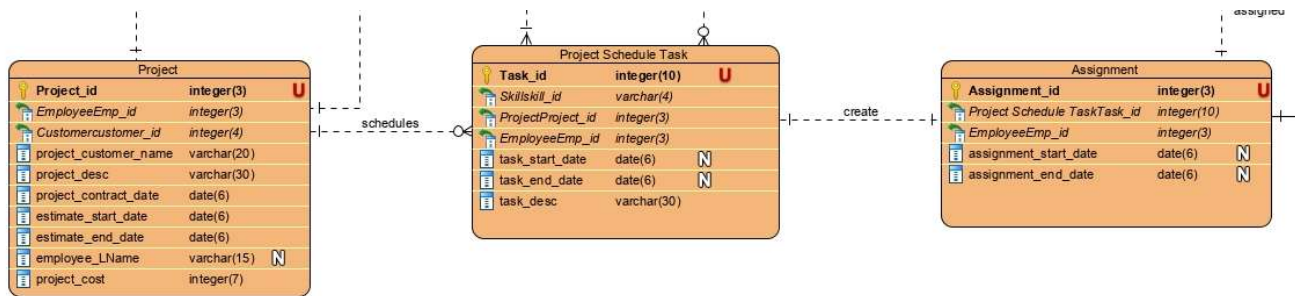 assigned
Project
Project_id integer(3) U
EmployeeEmp_id integer(3)
Customercustomer_id integer(4)
project_customer_name varchar(20)
project_desc varchar(30)
project_contract_date date(6)
estimate_start_date date(6)
estimate_end_date date(6)
employee_LName varchar(15) N
project_cost integer(7)
schedules
Project Schedule Task
Task_id integer(10) U
Skillskill_id varchar(4)
ProjectProject_id integer(3)
EmployeeEmp_id integer(3)
task_start_date date(6) N
task_end_date date(6) N
task_desc varchar(30)
create
Assignment
Assignment_id integer(3) U
Project Schedule TaskTask_id integer(10)
EmployeeEmp_id integer(3)
assignment_start_date date(6) N
assignment_end_date date(6) N